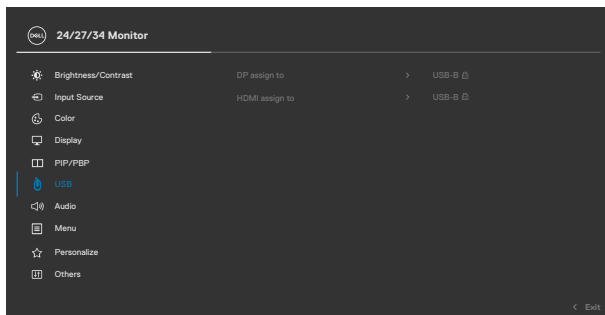 DELL 24/27/34 Monitor
Brightness/Contrast DP assign to > USB-B
Input Source HDMI assign to > USB-B
Color
Display
PIP/PBP
USB
Audio
Menu
Personalize
Others
< Exit